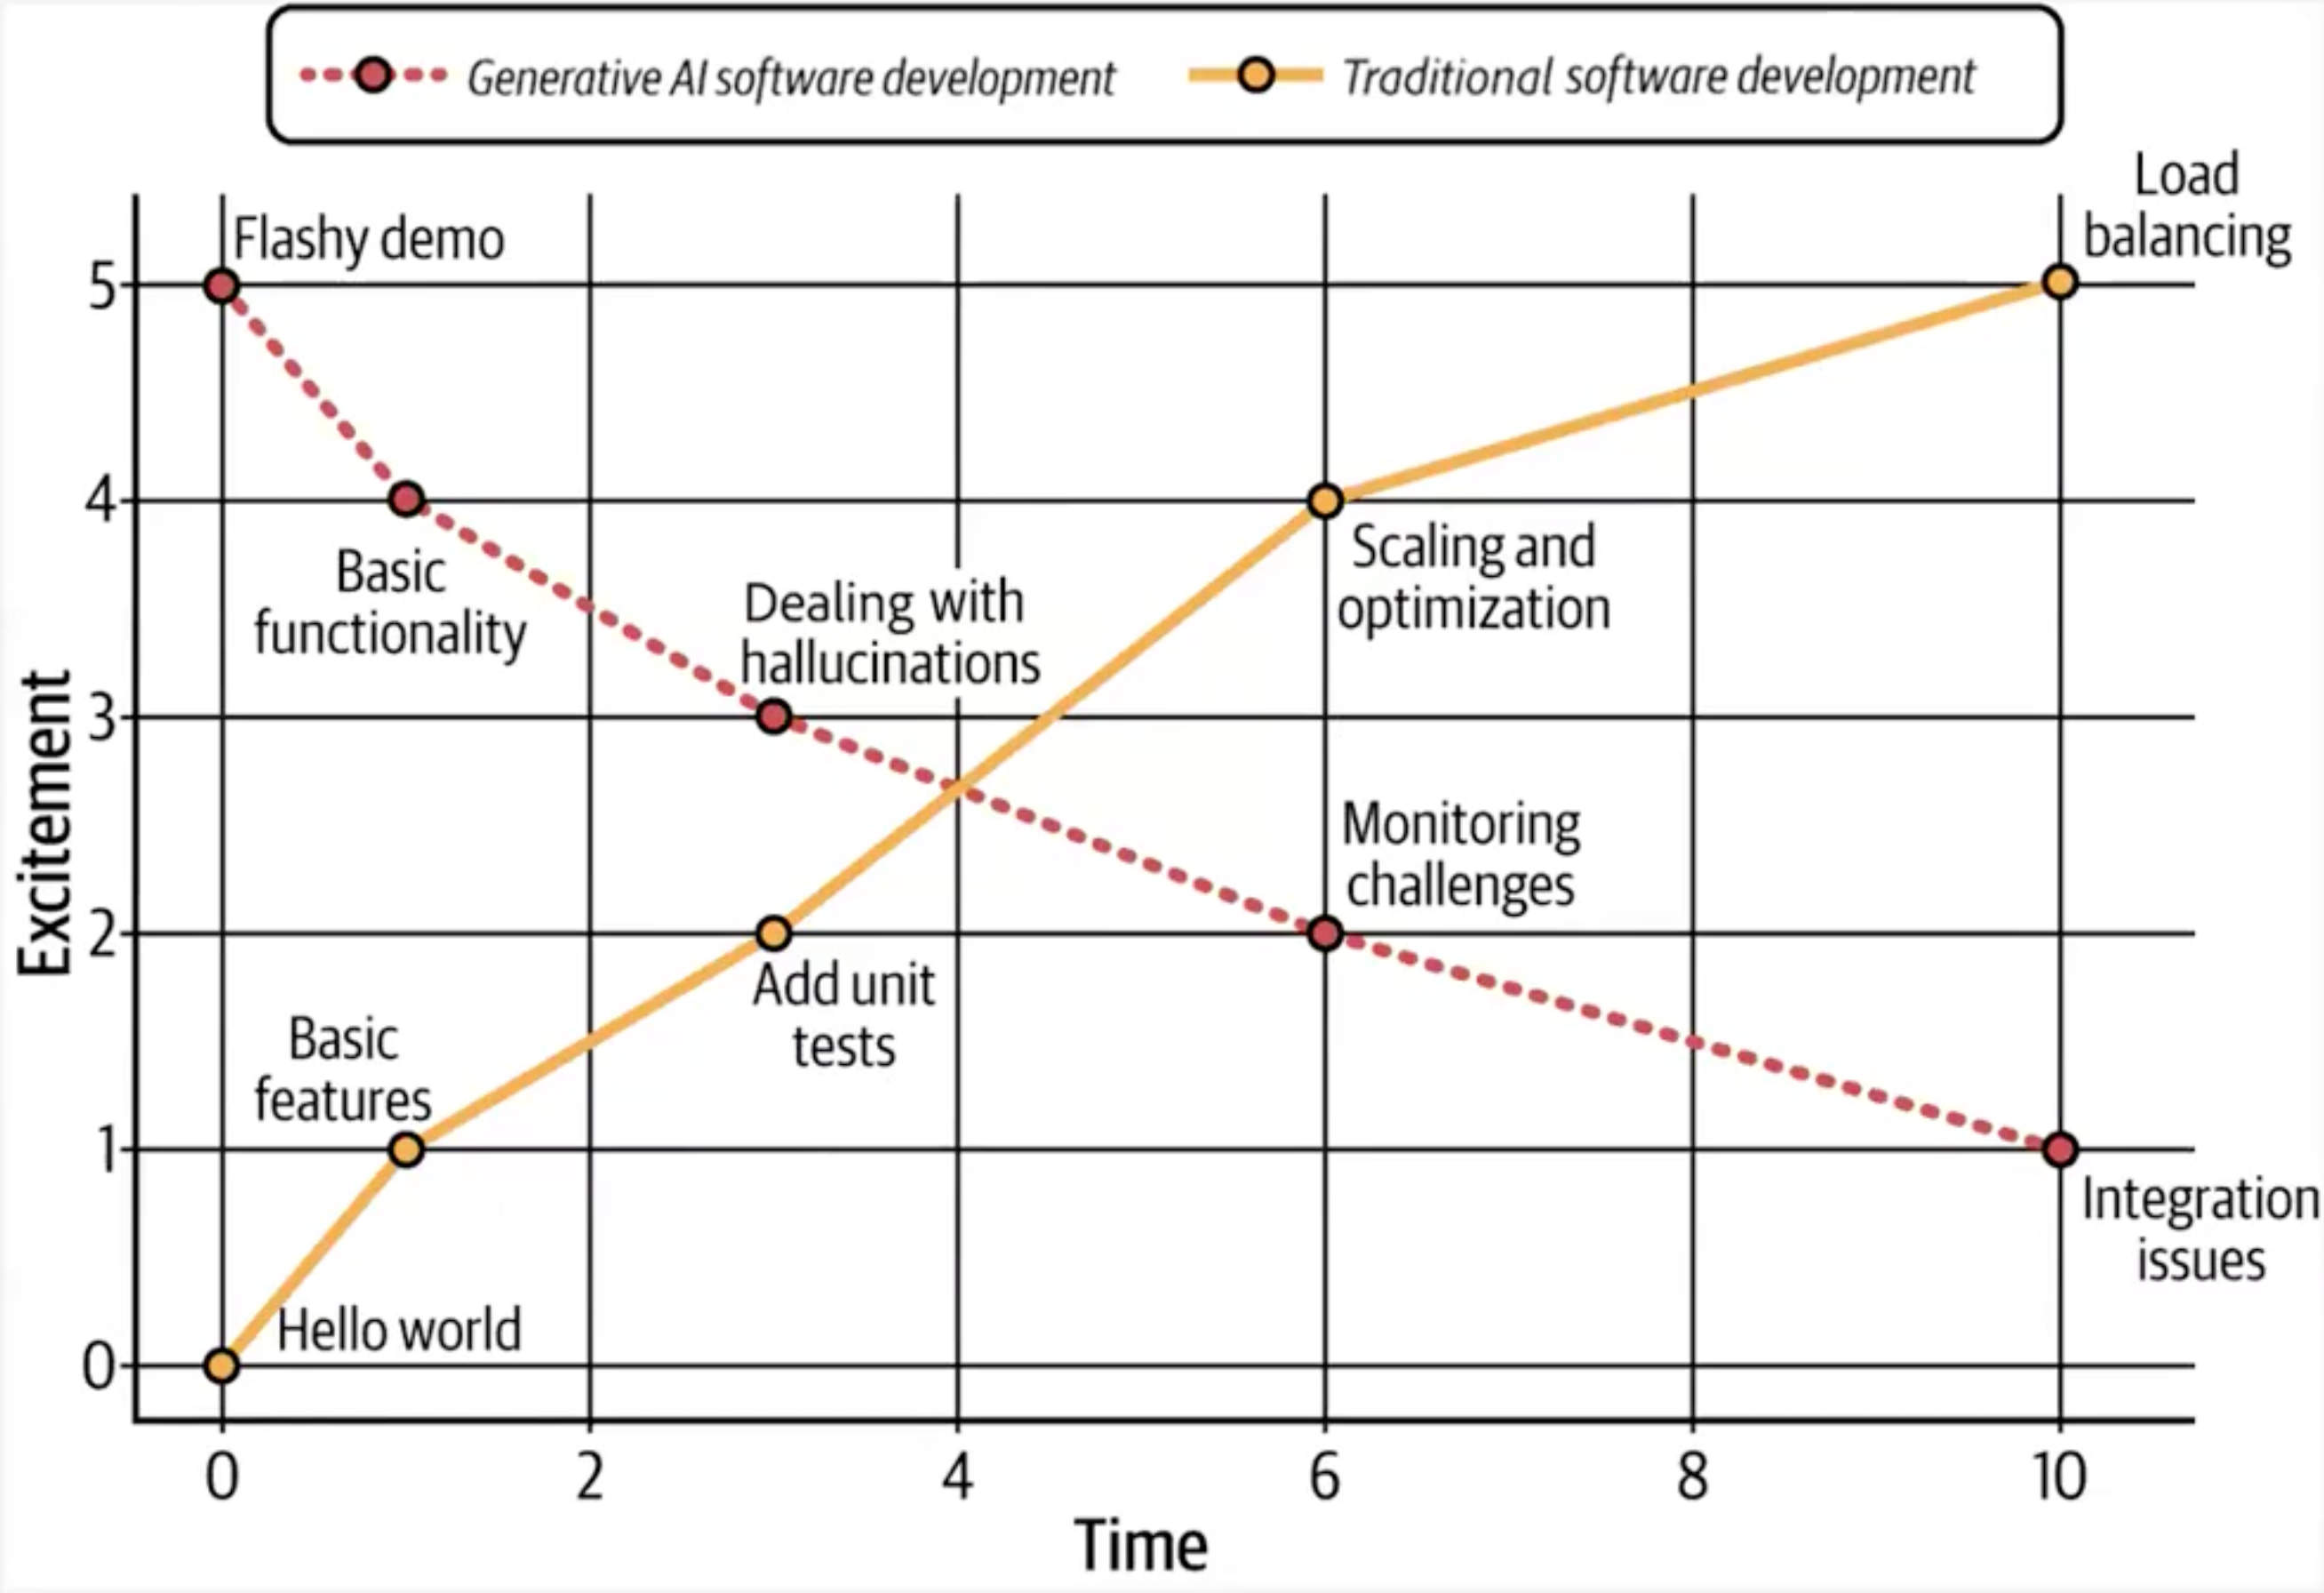 Generative AI software development
Traditional software development
Load
balancing
Flashy demo
5
4
Basic
functionality
Dealing with
hallucinations
Scaling and
optimization
3
Monitoring
challenges
Excitement
2
Add unit
tests
Basic
features
1
Integration
issues
Hello world
0
0 2 4 6 8 10
Time